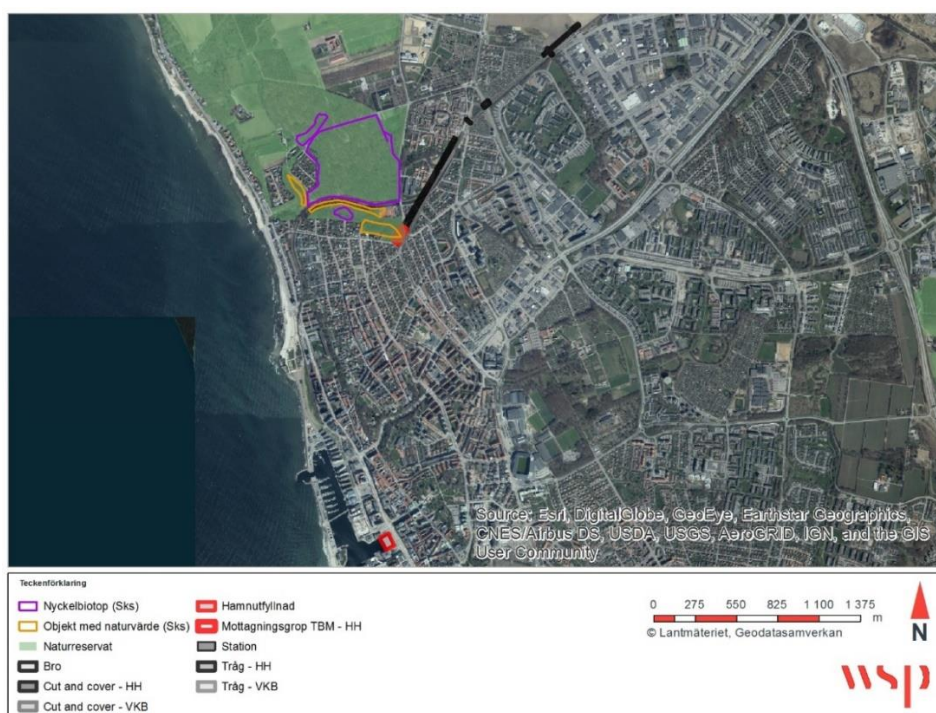 Source: Esri, DigitalGlobe, GeoEye, Earthstar Geographics,
CNES/Airbus DS, USDA, USGS, AeroGRID, IGN, and the GIS
User Community
Teckenförklaring
Nyckelbiotop (Sks)
Objekt med naturvärde (Sks)
Naturreservat
Bro
Cut and cover - HH
Cut and cover - VKB
Hamnutfyllnad
Mottagningsgrop TBM - HH
Station
Tråg - HH
Tråg - VKB
0 275 550 825 1 100 1 375
m
© Lantmäteriet, Geodatasamverkan
N
wsp